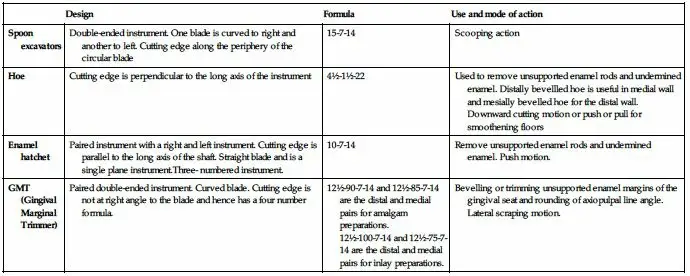 Design Formula Use and mode of action
Spoon excavators
Double-ended instrument. One blade is curved to right and
another to left. Cutting edge along the periphery of the
circular blade
15-7-14
Scooping action
Hoe
Cutting edge is perpendicular to the long axis of the instrument
4½-1½-22
Used to remove unsupported enamel rods and undermined
enamel. Distally bevellled hoe is useful in medial wall
and mesially bevelled hoe for the distal wall.
Downward cutting motion or push or pull for
smoothening floors
Enamel
hatchet
Paired instrument with a right and left instrument. Cutting edge is
parallel to the long axis of the shaft. Straight blade and is a
single plane instrument.Three- numbered instrument.
10-7-14
Remove unsupported enamel rods and undermined
enamel. Push motion.
GMT
(Gingival
Marginal
Trimmer)
Paired double-ended instrument. Curved blade. Cutting edge is
not at right angle to the blade and hence has a four number
formula.
12½-90-7-14 and 12½-85-7-14
are the distal and medial
pairs for amalgam
preparations.
12½-100-7-14 and 12½-75-7-
14 are the distal and medial
pairs for inlay preparations.
Bevelling or trimming unsupported enamel margins of the
gingival seat and rounding of axiopulpal line angle.
Lateral scraping motion.